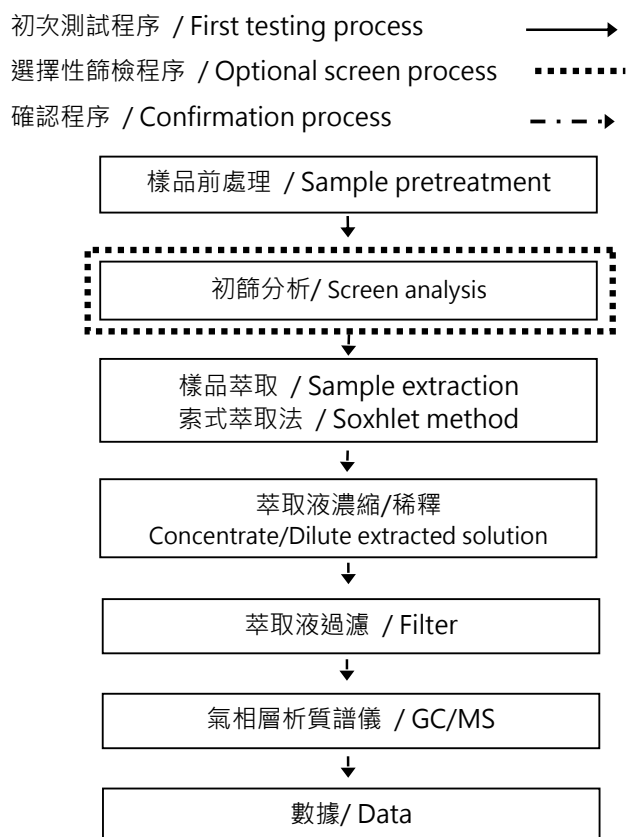 初次測試程序 / First testing process
選擇性篩檢程序 / Optional screen process
確認程序 / Confirmation process
樣品前處理 / Sample pretreatment
初篩分析/ Screen analysis
樣品萃取 / Sample extraction
索式萃取法 / Soxhlet method
萃取液濃縮/稀釋
Concentrate/Dilute extracted solution
萃取液過濾 / Filter
氣相層析質譜儀 / GC/MS
數據/ Data